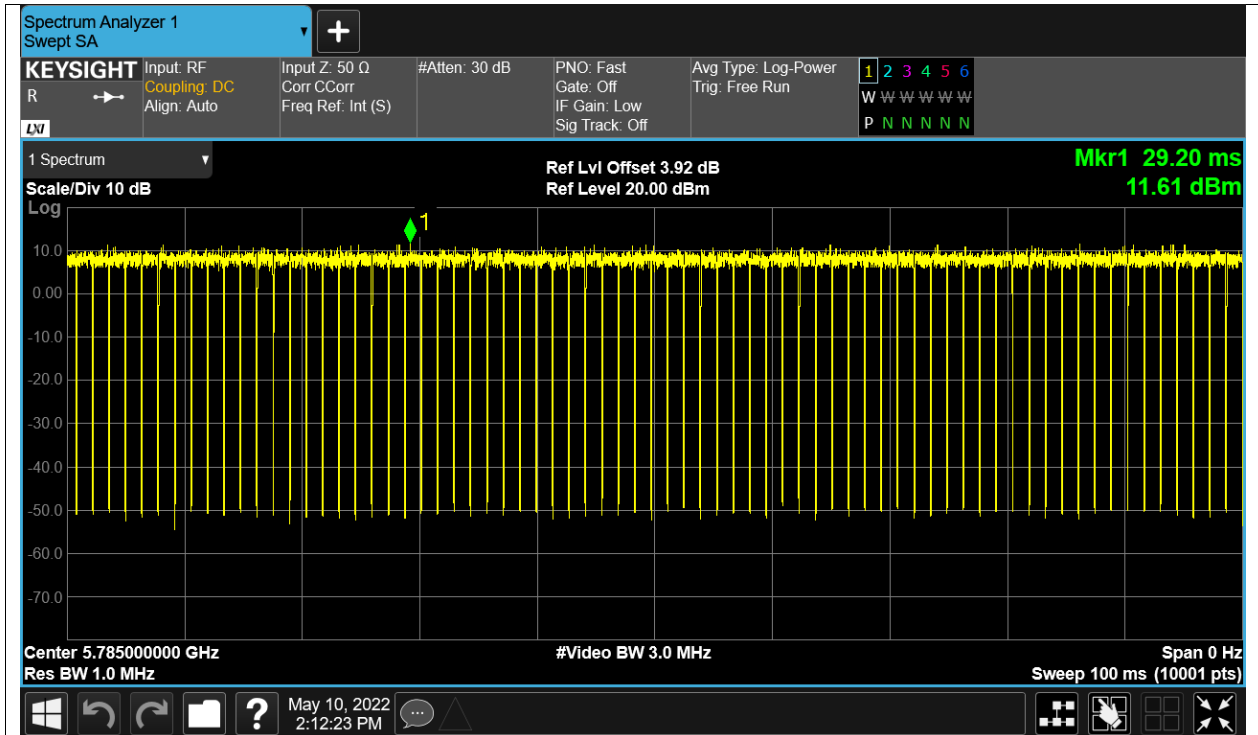 Spectrum Analyzer 1
Swept SA
KEYSIGHT
R
LXI
Input: RF
Coupling: DC
Align: Auto
Input Z: 50 Ω
Corr CCorr
Freq Ref: Int (S)
#Atten: 30 dB
PNO: Fast
Gate: Off
IF Gain: Low
Sig Track: Off
Avg Type: Log-Power
Trig: Free Run
1 2 3 4 5 6
W W W W W W
P N N N N N
1 Spectrum
Scale/Div 10 dB
Ref Lvl Offset 3.92 dB
Ref Level 20.00 dBm
Mkr1 29.20 ms
11.61 dBm
Log
1
10.0
0.00
-10.0
-20.0
-30.0
-40.0
-50.0
-60.0
-70.0
Center 5.785000000 GHz
#Video BW 3.0 MHz
Span 0 Hz
Res BW 1.0 MHz
Sweep 100 ms (10001 pts)
?
May 10, 2022
2:12:23 PM